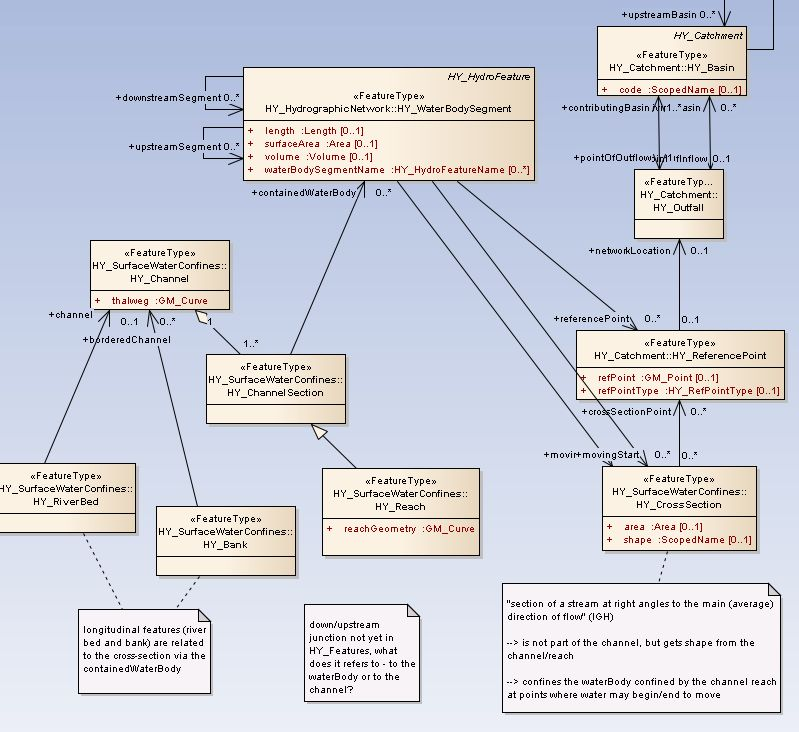 +upstreamBasin 0..*
HY_Catchment
«FeatureType»
HY_Catchment::HY_Basin
+ code :ScopedName [0..1]
HY_HydroFeature
«FeatureType»
HY_HydrographicNetwork::HY_WaterBodySegment
+ length :Length [0..1]
+ surfaceArea :Area [0..1]
+ volume :Volume [0..1]
+ waterBodySegmentName :HY_HydroFeatureName [0..*]
+downstreamSegment 0..*
+upstreamSegment 0..*
+contributingBasin
0..*
+pointOfOutflow
0..1
«FeatureTyp...
HY_Catchment::
HY_Outfall
+containedWaterBody 0..*
+networkLocation 0..1
«FeatureType»
HY_SurfaceWaterConfines::
HY_Channel
+ thalweg :GM_Curve
+channel
0..1
0..*
1
+borderedChannel
1..*
+referencePoint 0..*
0..1
«FeatureType»
HY_Catchment::HY_ReferencePoint
+ refPoint :GM_Point [0..1]
+ refPointType :HY_RefPointType [0..1]
«FeatureType»
HY_SurfaceWaterConfines::
HY_ChannelSection
+crossSectionPoint 0..*
+movingStart 0..*
0..*
«FeatureType»
HY_SurfaceWaterConfines::
HY_RiverBed
«FeatureType»
HY_SurfaceWaterConfines::
HY_Reach
+ reachGeometry :GM_Curve
«FeatureType»
HY_SurfaceWaterConfines::
HY_CrossSection
+ area :Area [0..1]
+ shape :ScopedName [0..1]
«FeatureType»
HY_SurfaceWaterConfines::
HY_Bank
longitudinal features (river
bed and bank) are related
to the cross-section via the
containedWaterBody
down/upstream
junction not yet in
HY_Features, what
does it refers to - to the
waterBody or to the
channel?
"section of a stream at right angles to the main (average)
direction of flow" (IGH)
--> is not part of the channel, but gets shape from the
channel/reach
--> confines the waterBody confined by the channel reach
at points where water may begin/end to move